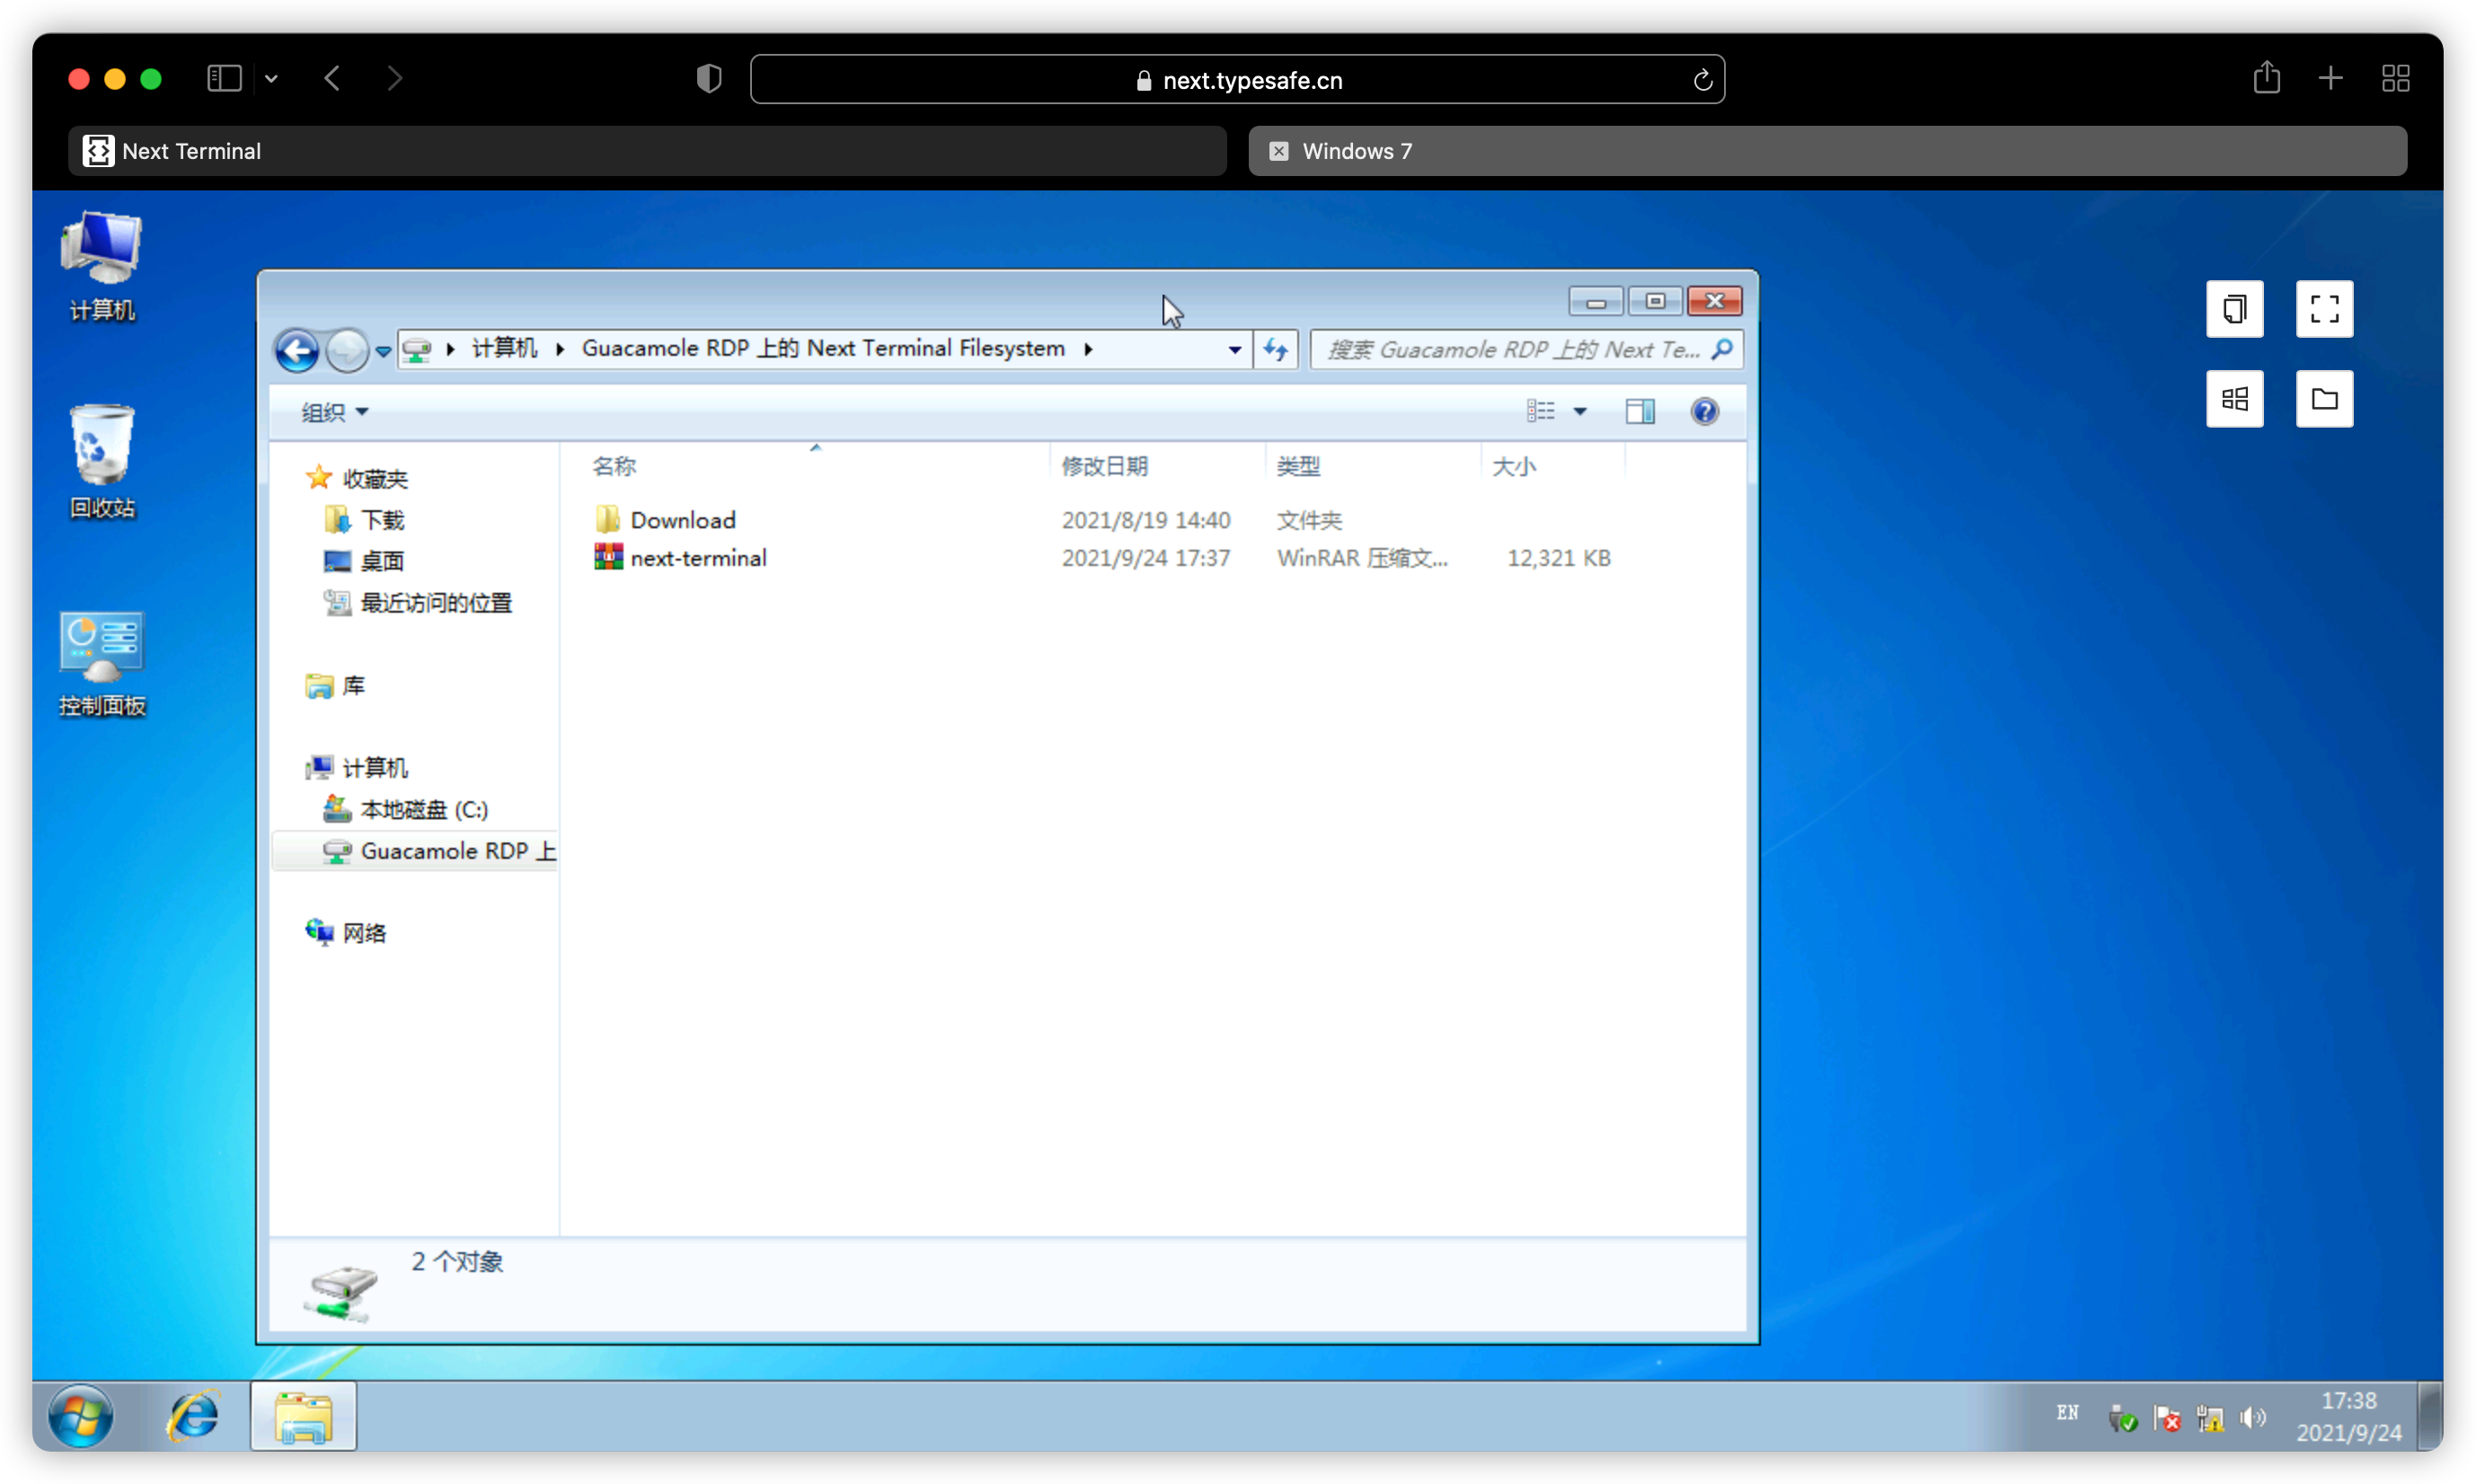 next.typesafe.cn
Next Terminal
Windows 7
计算机
回收站
控制面板
计算机 Guacamole RDP 上的 Next Terminal Filesystem
搜索 Guacamole RDP 上的 Next Te...
组织
名称 修改日期 类型 大小
Download 2021/8/19 14:40 文件夹
next-terminal 2021/9/24 17:37 WinRAR 压缩文... 12,321 KB
收藏夹
下载
桌面
最近访问的位置
库
计算机
本地磁盘 (C:)
Guacamole RDP 上
网络
2 个对象
EN
17:38
2021/9/24